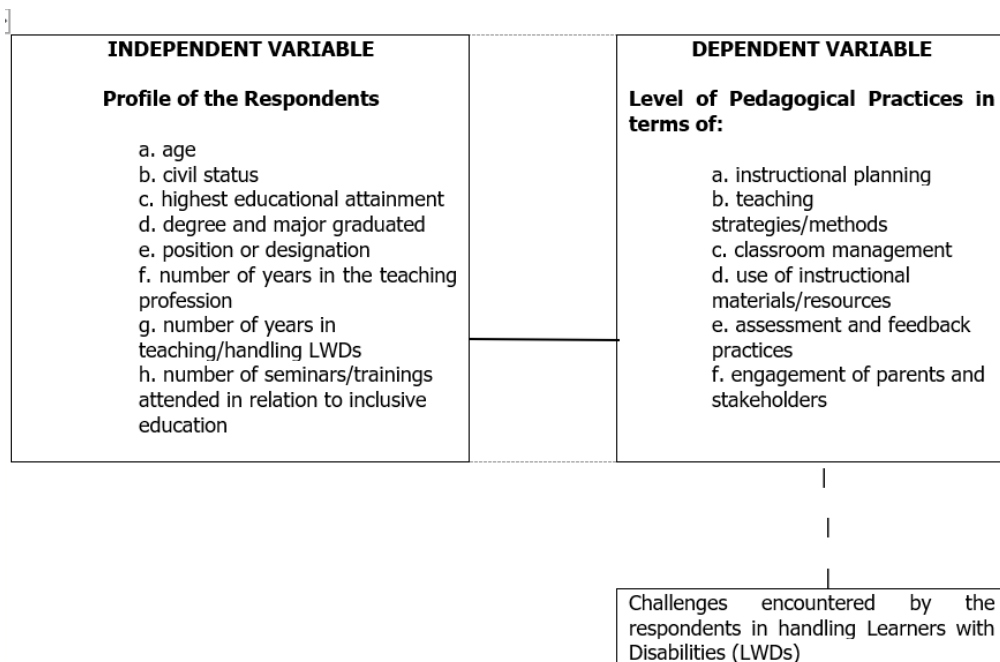 INDEPENDENT VARIABLE
Profile of the Respondents
a. age
b. civil status
c. highest educational attainment
d. degree and major graduated
e. position or designation
f. number of years in the teaching
profession
g. number of years in
teaching/handling LWDs
h. number of seminars/trainings
attended in relation to inclusive
education
DEPENDENT VARIABLE
Level of Pedagogical Practices in
terms of:
a. instructional planning
b. teaching
strategies/methods
c. classroom management
d. use of instructional
materials/resources
e. assessment and feedback
practices
f. engagement of parents and
stakeholders
Challenges encountered by the
respondents in handling Learners with
Disabilities (LWDs)